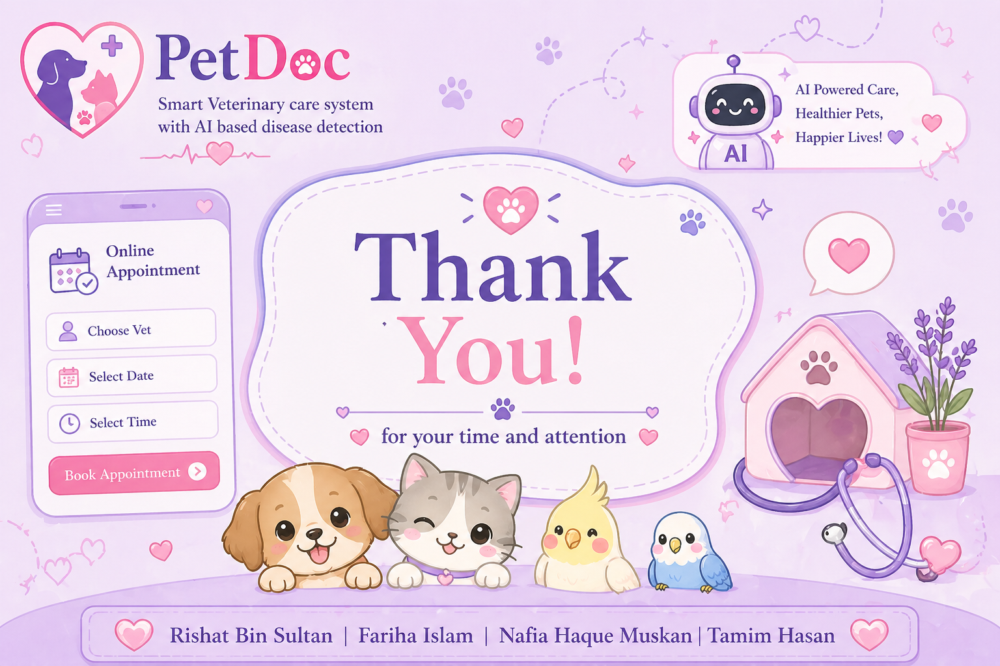 PetDoc
Smart Veterinary care system
with AI based disease detection
AI Powered Care,
Healthier Pets,
Happier Lives!
AI
Online
Appointment
Choose Vet
Select Date
Select Time
Book Appointment
Thank
You!
for your time and attention
Rishat Bin Sultan | Fariha Islam | Nafia Haque Muskan | Tamim Hasan